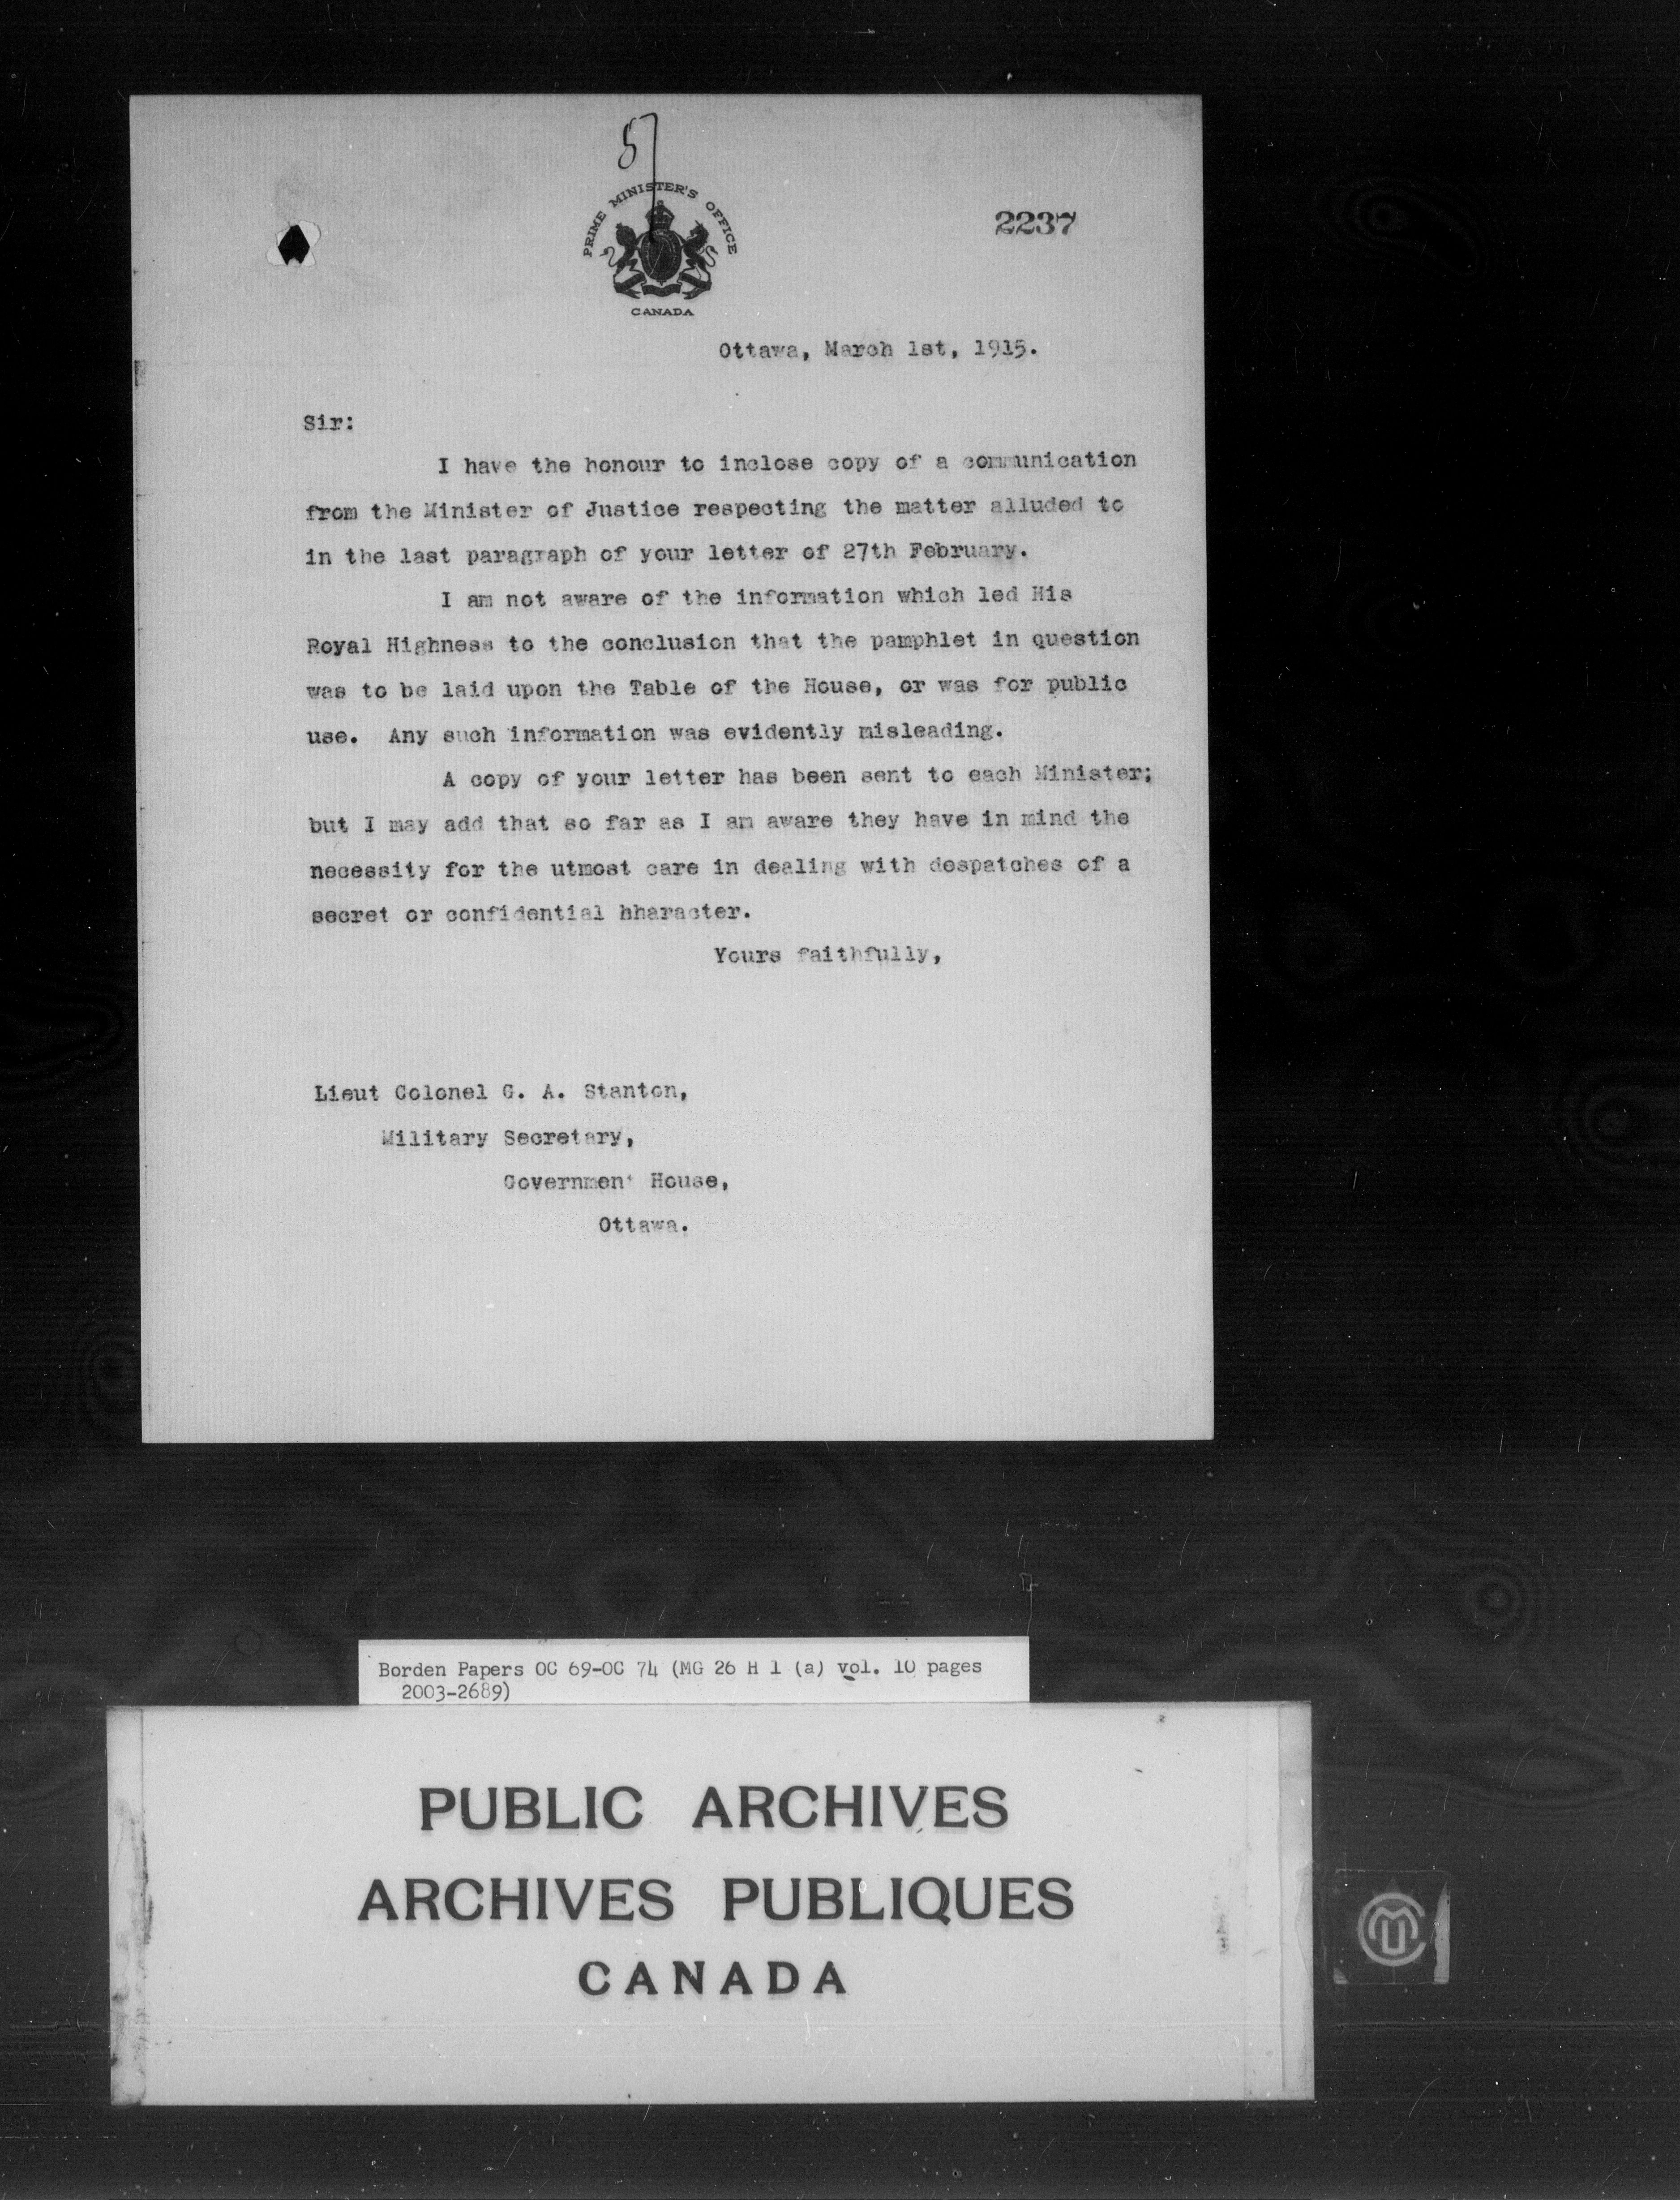 57
PRIME MINISTER'S OFFICE
CANADA
2237
Ottawa, March 1st, 1915.
Sir:
I have the honour to inclose copy of a communication
from the Minister of Justice respecting the matter alluded to
in the last paragraph of your letter of 27th February.
I am not aware of the information which led His
Royal Highness to the conclusion that the pamphlet in question
was to be laid upon the Table of the House, or was for public
use. Any such information was evidently misleading.
A copy of your letter has been sent to each Minister;
but I may add that so far as I am aware they have in mind the
necessity for the utmost care in dealing with despatches of a
secret or confidential hharacter.
Yours faithfully,
Lieut Colonel G. A. Stanton,
Military Secretary,
Government House,
Ottawa.
Borden Papers OC 69-OC 74 (MG 26 H 1 (a) vol. 10 pages
2003-2689)
PUBLIC ARCHIVES
ARCHIVES PUBLIQUES
CANADA